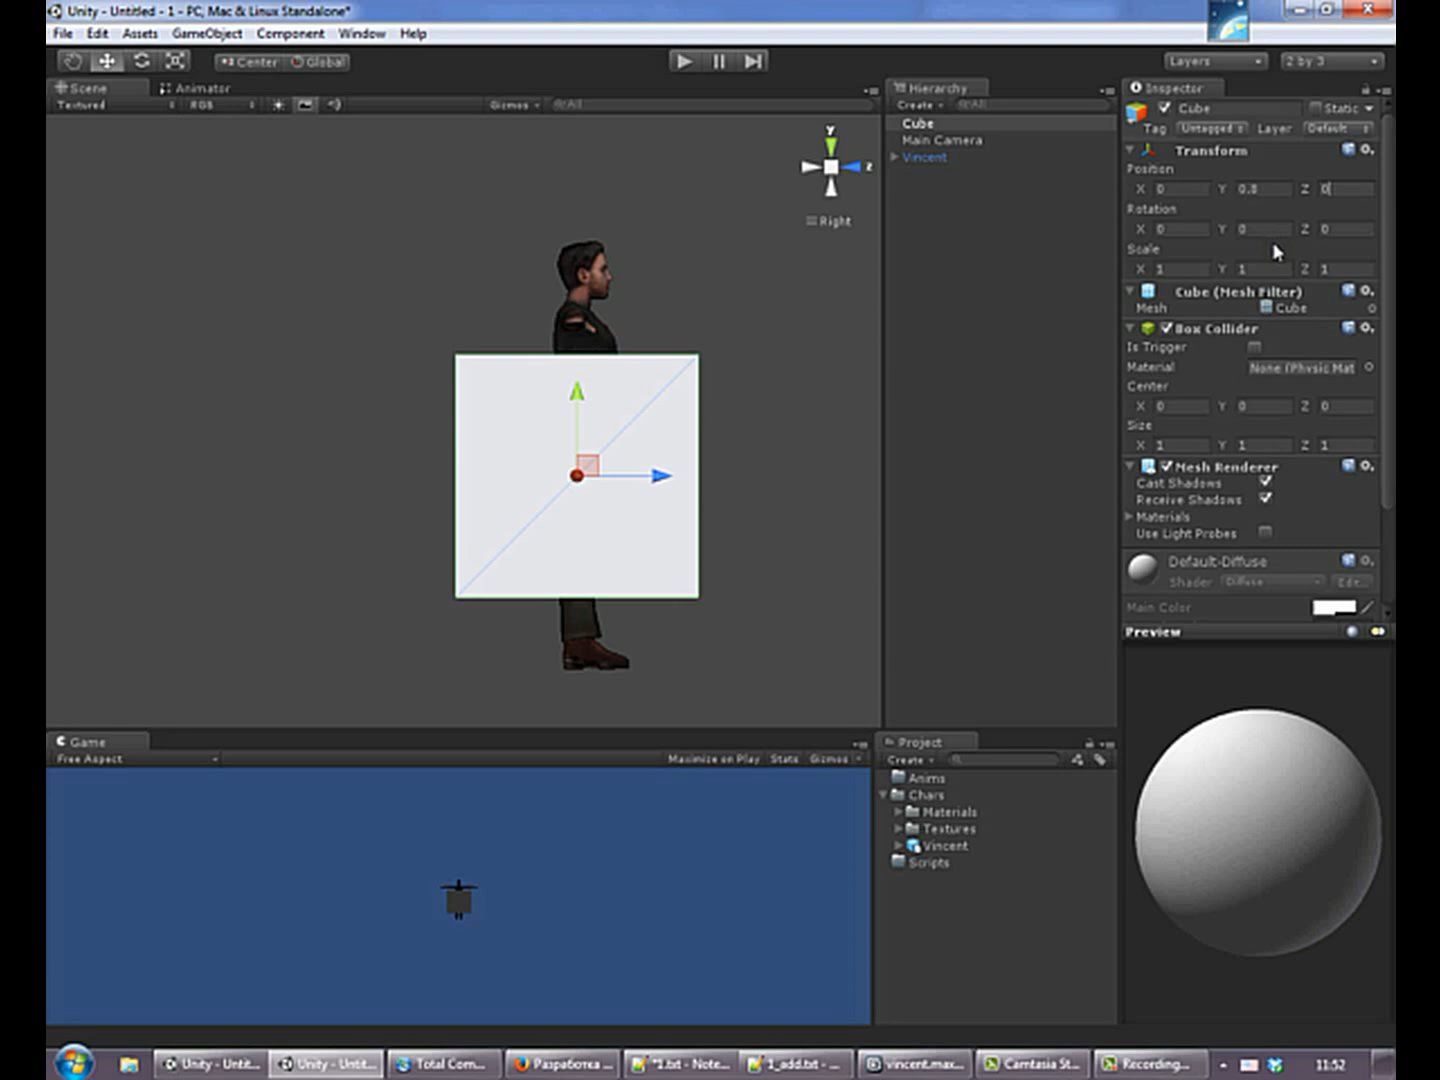 Unity - Untitled - 1 - PC, Mac & Linux Standalone*
File Edit Assets GameObject Component Window Help
Center Global Layers 2 by 3
Scene Animator
Textured RGB Gizmos All
y
z
Right
Hierarchy
Create All
Cube
Main Camera
Vincent
Inspector
Cube Static
Tag Untagged Layer Default
Transform
Position
X 0 Y 0.8 Z 0
Rotation
X 0 Y 0 Z 0
Scale
X 1 Y 1 Z 1
Cube (Mesh Filter)
Mesh Cube
Box Collider
Is Trigger
Material None (Physic Mat
Center
X 0 Y 0 Z 0
Size
X 1 Y 1 Z 1
Mesh Renderer
Cast Shadows
Receive Shadows
Materials
Use Light Probes
Default-Diffuse
Shader Diffuse Edit...
Main Color
Preview
Game
Free Aspect Maximize on Play Stats Gizmos
Project
Create
Anims
Chars
Materials
Textures
Vincent
Scripts
Unity - Untit... Unity - Untit... Total Com... Разработка ... *1.txt - Note... 1_add.txt - ... vincent.max... Camtasia St... Recording... 11:52